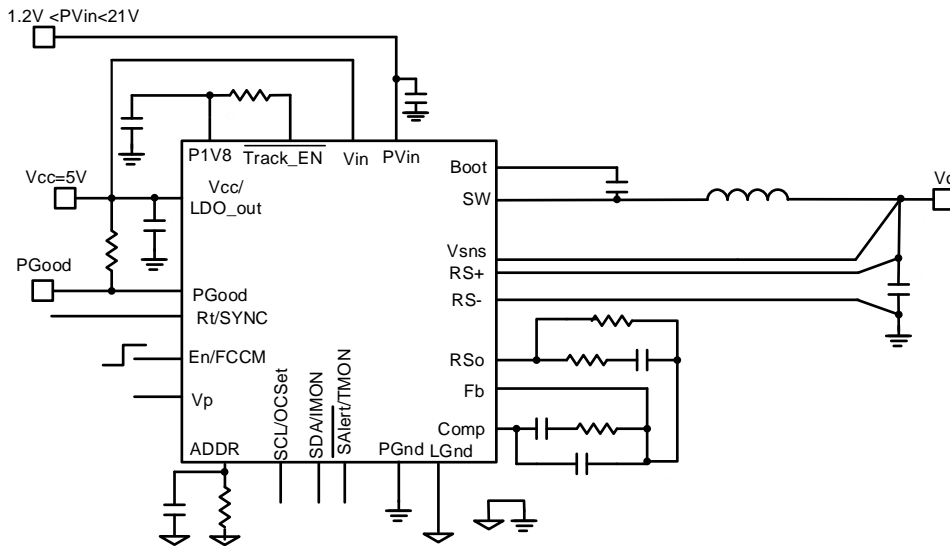 1.2V <PVin<21V
P1V8
Track_EN
Vin
PVin
Boot
Vcc=5V
Vcc/
LDO_out
SW
Vsns
PGood
RS+
PGood
RS-
Rt/SYNC
En/FCCM
RSo
Fb
Vp
Comp
ADDR
SCL/OCSet
SDA/IMON
SAlert/TMON
PGnd
LGnd